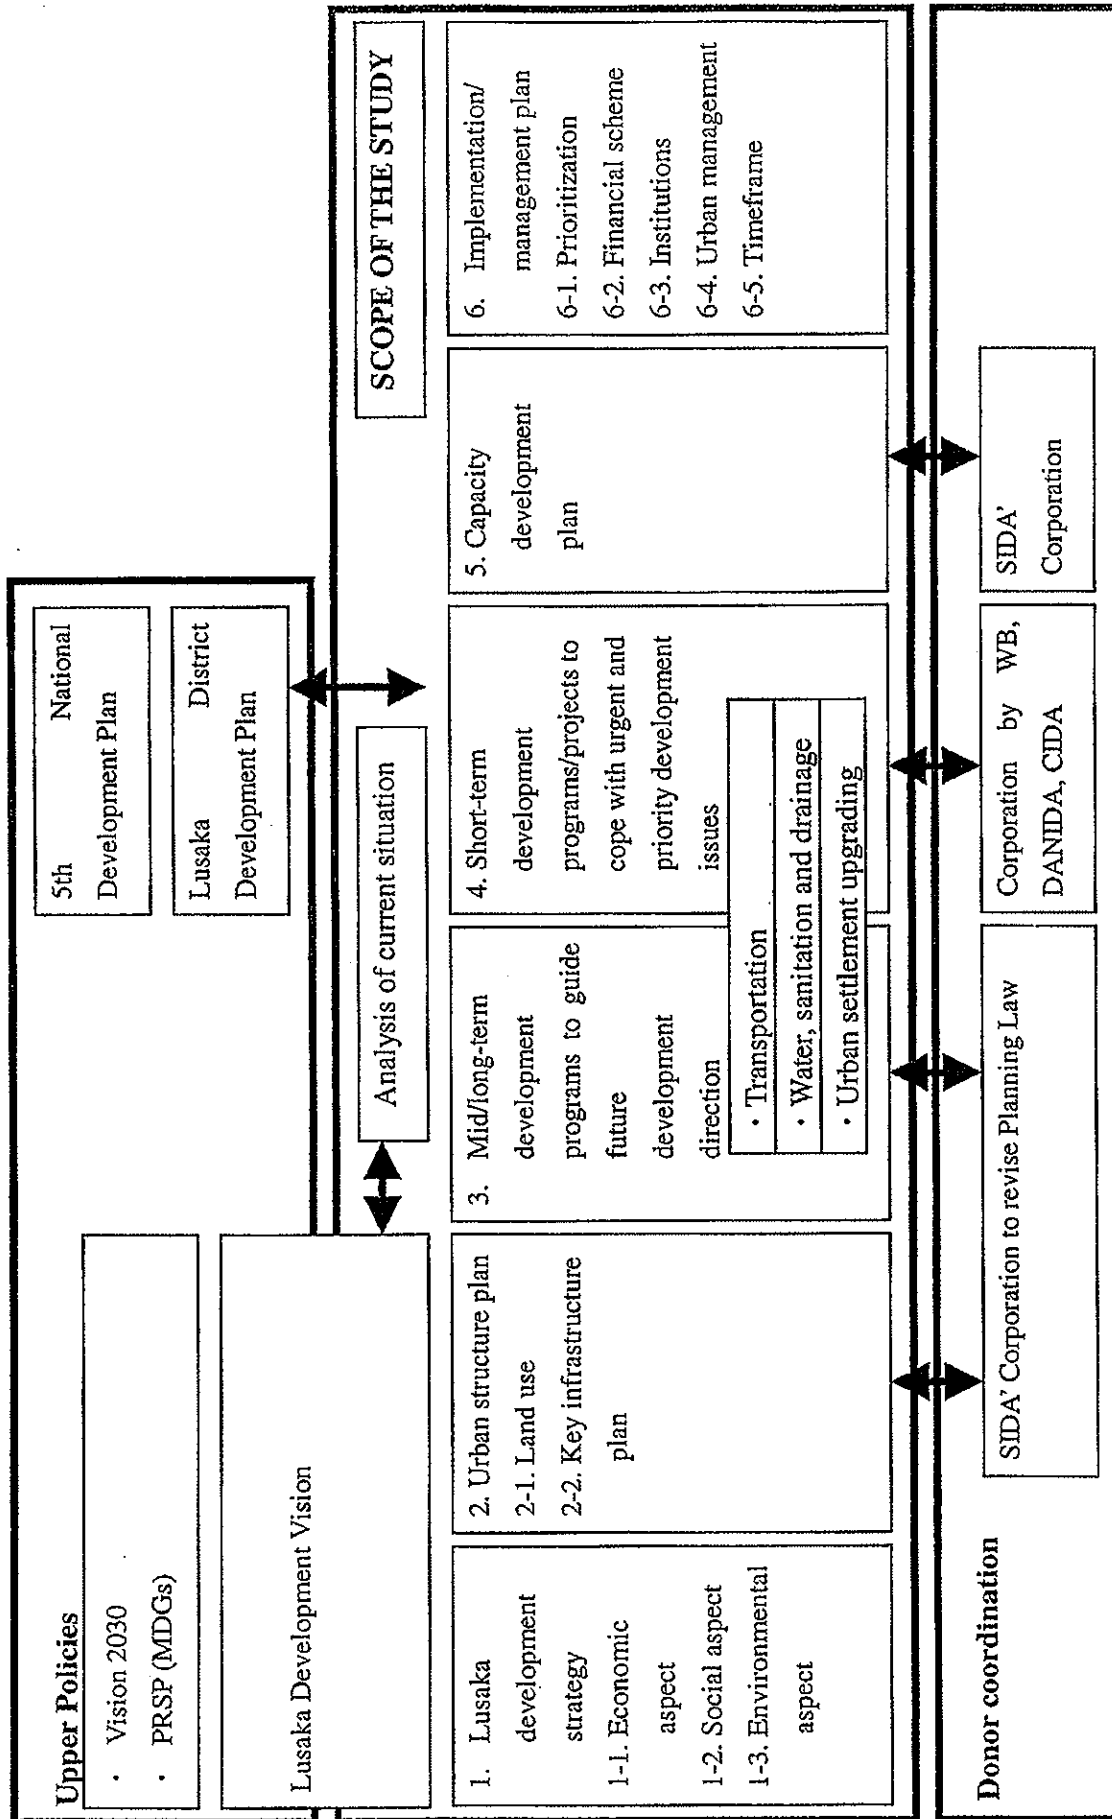 Upper Policies
· Vision 2030
· PRSP (MDGs)
5th National
Development Plan
Lusaka District
Development Plan
Lusaka Development Vision
Analysis of current situation
SCOPE OF THE STUDY
1. Lusaka
development
strategy
1-1. Economic
aspect
1-2. Social aspect
1-3. Environmental
aspect
2. Urban structure plan
2-1. Land use
2-2. Key infrastructure
plan
3. Mid/long-term
development
programs to guide
future
development
direction
4. Short-term
development
programs/projects to
cope with urgent and
priority development
issues
· Transportation
· Water, sanitation and drainage
· Urban settlement upgrading
5. Capacity
development
plan
6. Implementation/
management plan
6-1. Prioritization
6-2. Financial scheme
6-3. Institutions
6-4. Urban management
6-5. Timeframe
Donor coordination
SIDA' Corporation to revise Planning Law
Corporation by WB,
DANIDA, CIDA
SIDA'
Corporation